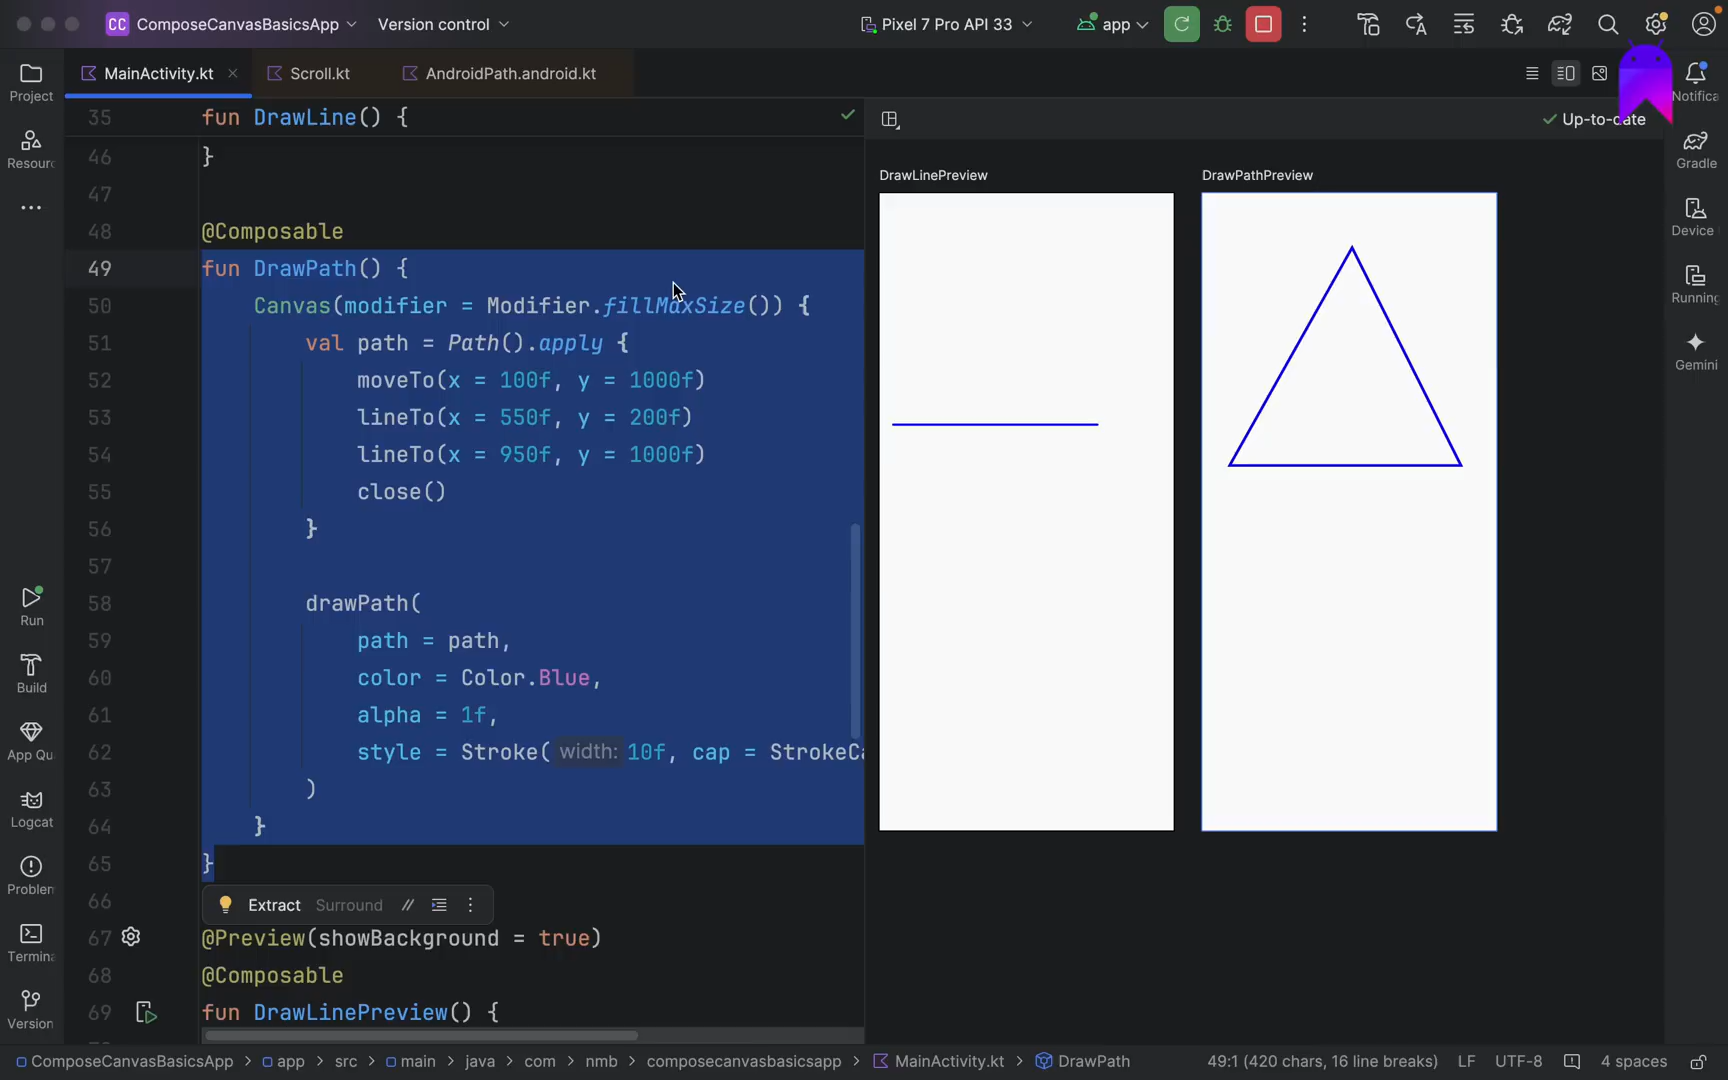 CC ComposeCanvasBasicsApp Version control Pixel 7 Pro API 33 app
MainActivity.kt Scroll.kt AndroidPath.android.kt
Project
Resourc
Run
Build
App Qu
Logcat
Problem
Termina
Version
35 fun DrawLine() {
46 }
47
48 @Composable
49 fun DrawPath() {
50 Canvas(modifier = Modifier.fillMaxSize()) {
51 val path = Path().apply {
52 moveTo(x = 100f, y = 1000f)
53 lineTo(x = 550f, y = 200f)
54 lineTo(x = 950f, y = 1000f)
55 close()
56 }
57
58 drawPath(
59 path = path,
60 color = Color.Blue,
61 alpha = 1f,
62 style = Stroke( width: 10f, cap = StrokeCa
63 )
64 }
65 }
66 Extract Surround //
67 @Preview(showBackground = true)
68 @Composable
69 fun DrawLinePreview() {
Up-to-date
DrawLinePreview DrawPathPreview
Notifica
Gradle
Device
Running
Gemini
ComposeCanvasBasicsApp > app > src > main > java > com > nmb > composecanvasbasicsapp > MainActivity.kt > DrawPath 49:1 (420 chars, 16 line breaks) LF UTF-8 4 spaces